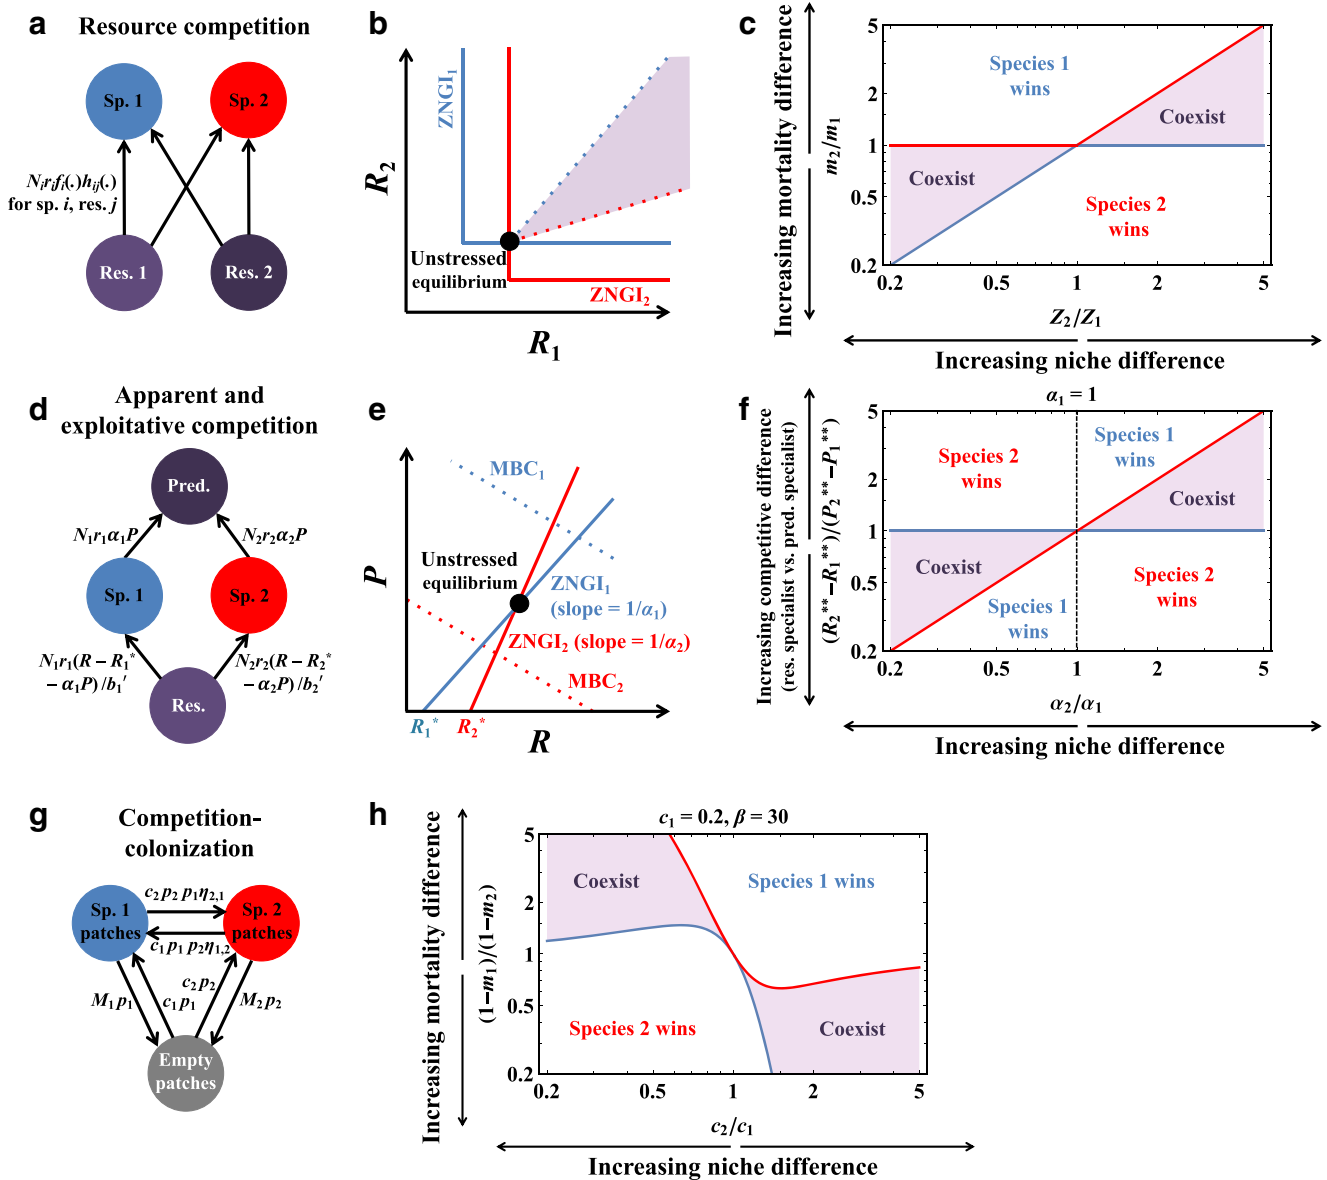 a
Resource competition
Sp. 1
Sp. 2
Nᵢrᵢfᵢ(.)hᵢⱼ(.)
for sp. i, res. j
Res. 1
Res. 2
b
R₂
ZNGI₁
Unstressed
equilibrium
ZNGI₂
R₁
c
Increasing mortality difference
m₂/m₁
5
2
1
0.5
0.2
Species 1
wins
Coexist
Coexist
Species 2
wins
0.2
0.5
1
2
5
Z₂/Z₁
Increasing niche difference
d
Apparent and
exploitative competition
Pred.
N₁r₁α₁P
N₂r₂α₂P
Sp. 1
Sp. 2
N₁r₁(R − R₁*
− α₁P)/b₁′
N₂r₂(R − R₂*
− α₂P)/b₂′
Res.
e
P
MBC₁
Unstressed
equilibrium
ZNGI₁
(slope = 1/α₁)
ZNGI₂ (slope = 1/α₂)
MBC₂
R₁*
R₂*
R
f
α₁ = 1
Increasing competitive difference
(res. specialist vs. pred. specialist)
(R₂** − R₁**)/(P₂** − P₁**)
5
2
1
0.5
0.2
Species 2
wins
Species 1
wins
Coexist
Coexist
Species 1
wins
Species 2
wins
0.2
0.5
1
2
5
α₂/α₁
Increasing niche difference
g
Competition-
colonization
Sp. 1
patches
Sp. 2
patches
c₂p₂p₁η₂,₁
c₁p₁p₂η₁,₂
M₁p₁
c₁p₁
c₂p₂
M₂p₂
Empty
patches
h
c₁ = 0.2, β = 30
Increasing mortality difference
(1−m₁)/(1−m₂)
5
2
1
0.5
0.2
Coexist
Species 1 wins
Species 2 wins
Coexist
0.2
0.5
1
2
5
c₂/c₁
Increasing niche difference